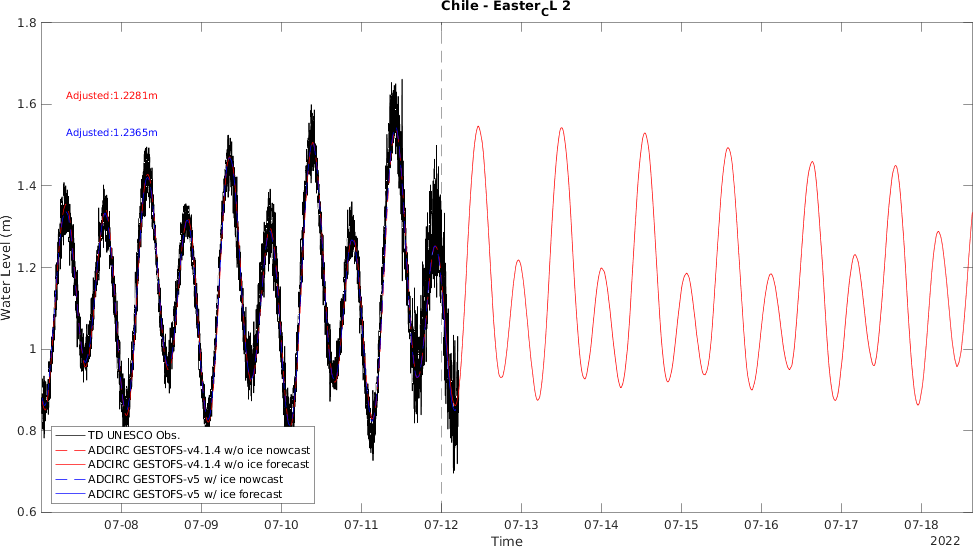 Chile - EasterCL 2
Adjusted:1.2281m
Adjusted:1.2365m
Water Level (m)
1.8
1.6
1.4
1.2
1
0.8
0.6
TD UNESCO Obs.
ADCIRC GESTOFS-v4.1.4 w/o ice nowcast
ADCIRC GESTOFS-v4.1.4 w/o ice forecast
ADCIRC GESTOFS-v5 w/ ice nowcast
ADCIRC GESTOFS-v5 w/ ice forecast
07-08 07-09 07-10 07-11 07-12 07-13 07-14 07-15 07-16 07-17 07-18
Time
2022